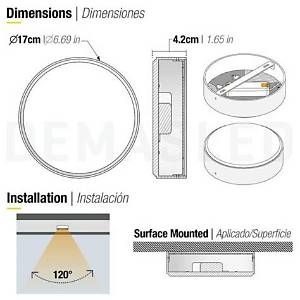 Dimensions | Dimensiones
Ø17cm | Ø6.69 in
4.2cm | 1.65 in
DEMASLED
Installation | Instalación
120°
Surface Mounted | Aplicado/Superficie